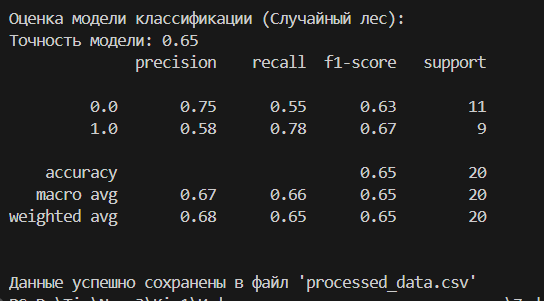 Оценка модели классификации (Случайный лес):
Точность модели: 0.65
precision recall f1-score support
0.0 0.75 0.55 0.63 11
1.0 0.58 0.78 0.67 9
accuracy 0.65 20
macro avg 0.67 0.66 0.65 20
weighted avg 0.68 0.65 0.65 20
Данные успешно сохранены в файл 'processed_data.csv'